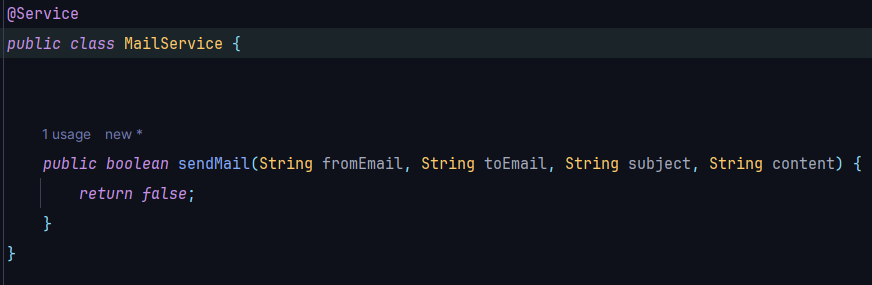 @Service
public class MailService {
1 usage new *
public boolean sendMail(String fromEmail, String toEmail, String subject, String content) {
return false;
}
}